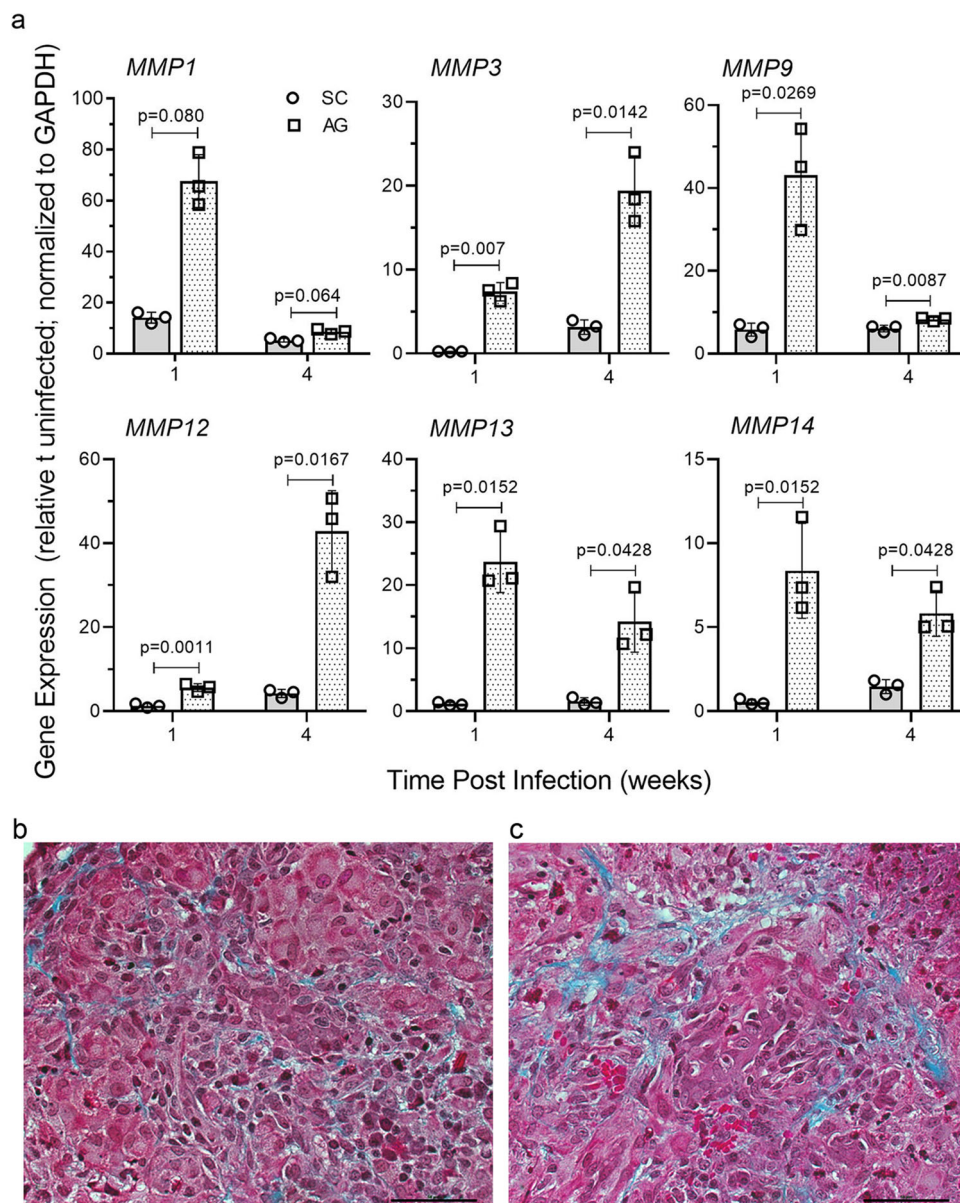 a
Gene Expression (relative t uninfected; normalized to GAPDH)
MMP1
100
80
60
40
20
0
p=0.080
p=0.064
SC
AG
1
4
MMP3
30
20
10
0
p=0.007
p=0.0142
1
4
MMP9
60
40
20
0
p=0.0269
p=0.0087
1
4
MMP12
60
40
20
0
p=0.0011
p=0.0167
1
4
MMP13
40
30
20
10
0
p=0.0152
p=0.0428
1
4
MMP14
15
10
5
0
p=0.0152
p=0.0428
1
4
Time Post Infection (weeks)
b
c